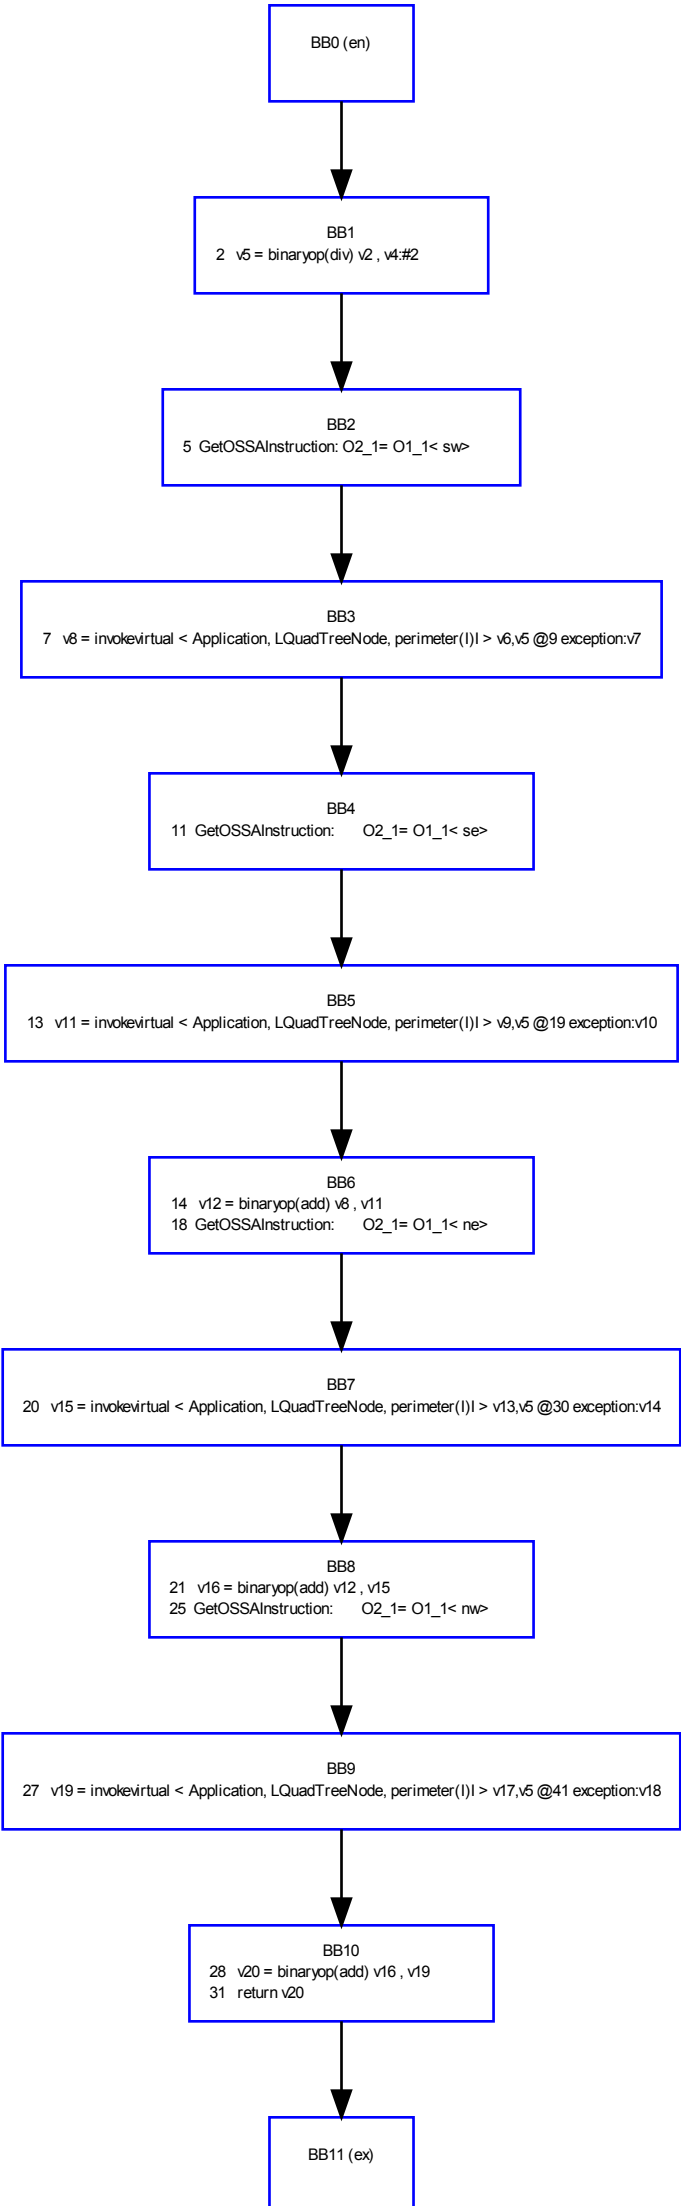 BB0 (en)
BB1
2 v5 = binaryop(div) v2 , v4:#2
BB2
5 GetOSSAInstruction: O2_1= O1_1< sw>
BB3
7 v8 = invokevirtual < Application, LQuadTreeNode, perimeter(I)I > v6,v5 @9 exception:v7
BB4
11 GetOSSAInstruction: O2_1= O1_1< se>
BB5
13 v11 = invokevirtual < Application, LQuadTreeNode, perimeter(I)I > v9,v5 @19 exception:v10
BB6
14 v12 = binaryop(add) v8 , v11
18 GetOSSAInstruction: O2_1= O1_1< ne>
BB7
20 v15 = invokevirtual < Application, LQuadTreeNode, perimeter(I)I > v13,v5 @30 exception:v14
BB8
21 v16 = binaryop(add) v12 , v15
25 GetOSSAInstruction: O2_1= O1_1< nw>
BB9
27 v19 = invokevirtual < Application, LQuadTreeNode, perimeter(I)I > v17,v5 @41 exception:v18
BB10
28 v20 = binaryop(add) v16 , v19
31 return v20
BB11 (ex)